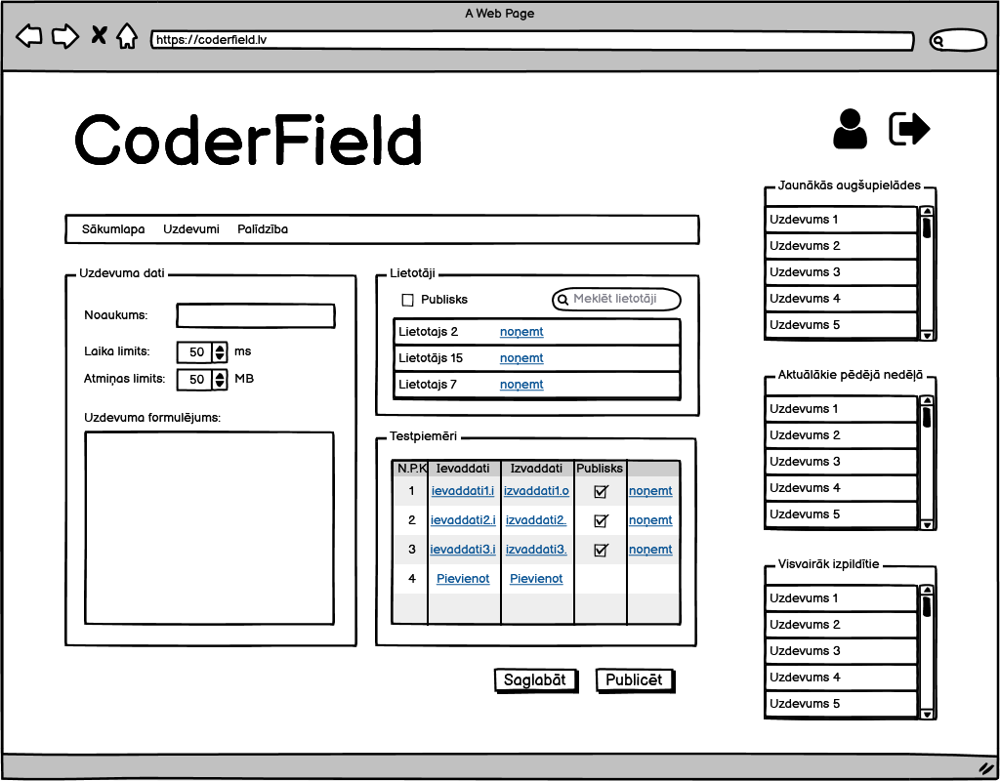 A Web Page
https://coderfield.lv
CoderField
Sākumlapa Uzdevumi Palīdzība
Uzdevuma dati
Noaukums:
Laika limits: 50 ms
Atmiņas limits: 50 MB
Uzdevuma formulējums:
Lietotāji
Publisks Meklēt lietotāji
Lietotajs 2 noņemt
Lietotājs 15 noņemt
Lietotajs 7 noņemt
Testpiemēri
N.P.K Ievaddati Izvaddati Publisks
1 ievaddati1.i izvaddati1.o noņemt
2 ievaddati2.i izvaddati2. noņemt
3 ievaddati3.i izvaddati3. noņemt
4 Pievienot Pievienot
Saglabāt Publicēt
Jaunākās augšupielādes
Uzdevums 1
Uzdevums 2
Uzdevums 3
Uzdevums 4
Uzdevums 5
Aktuālākie pēdējā nedējā
Uzdevums 1
Uzdevums 2
Uzdevums 3
Uzdevums 4
Uzdevums 5
Visvairāk izpildītie
Uzdevums 1
Uzdevums 2
Uzdevums 3
Uzdevums 4
Uzdevums 5